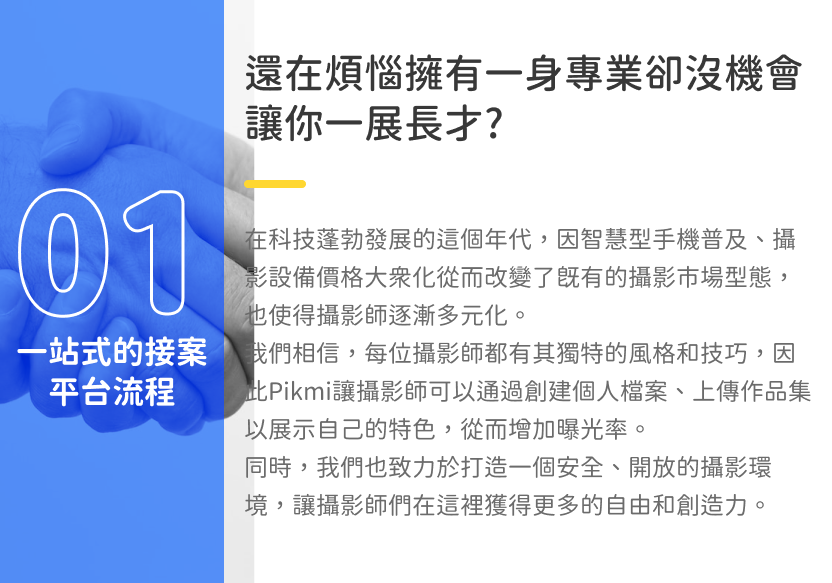 還在煩惱擁有一身專業卻沒機會
讓你一展長才?
01
一站式的接案
平台流程
在科技蓬勃發展的這個年代，因智慧型手機普及、攝
影設備價格大眾化從而改變了既有的攝影市場型態，
也使得攝影師逐漸多元化。
我們相信，每位攝影師都有其獨特的風格和技巧，因
此Pikmi讓攝影師可以通過創建個人檔案、上傳作品集
以展示自己的特色，從而增加曝光率。
同時，我們也致力於打造一個安全、開放的攝影環
境，讓攝影師們在這裡獲得更多的自由和創造力。